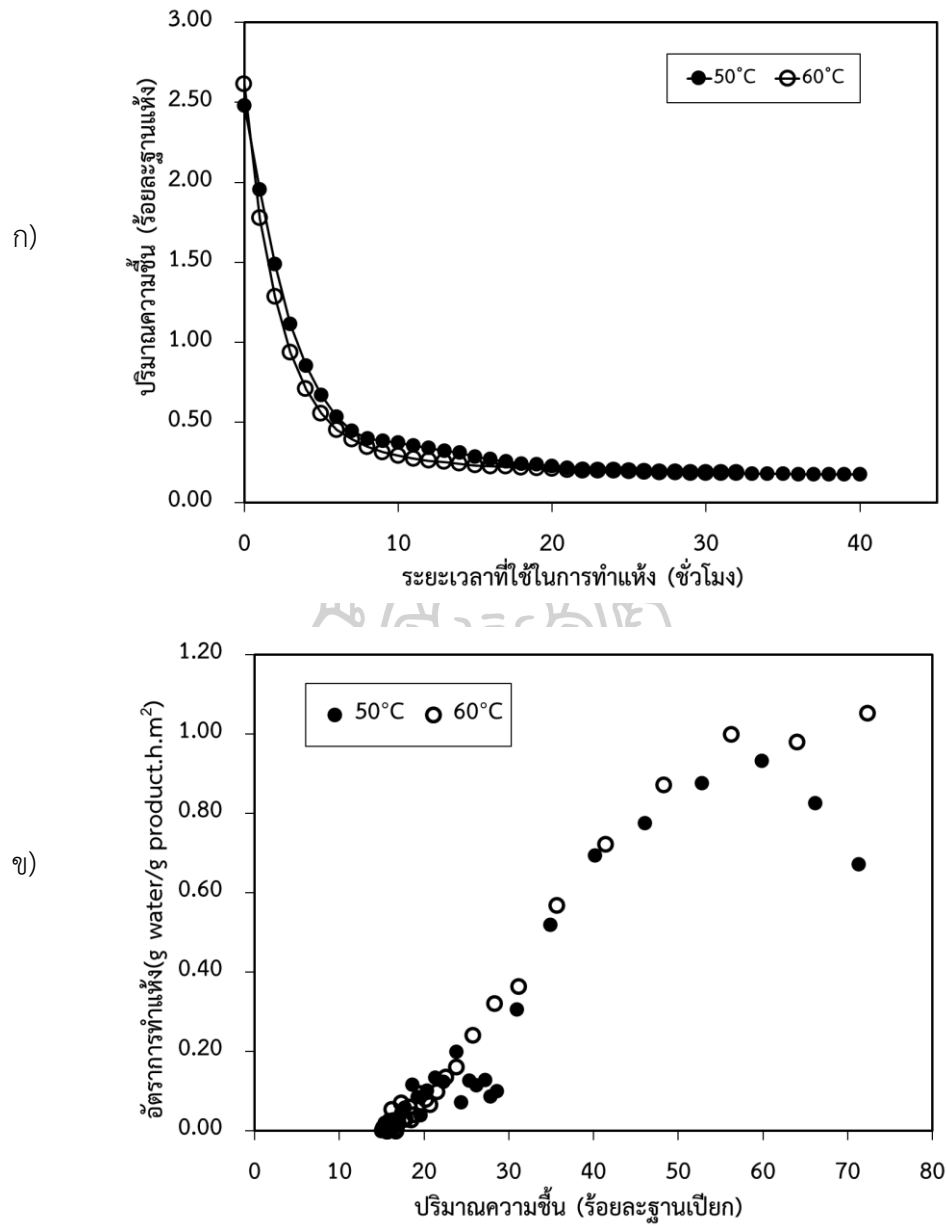 ก)
ปริมาณความชื้น (ร้อยละฐานแห้ง)
3.00
2.50
2.00
1.50
1.00
0.50
0.00
50°C 60°C
0 10 20 30 40
ระยะเวลาที่ใช้ในการทำแห้ง (ชั่วโมง)
ข)
อัตราการทำแห้ง(g water/g product.h.m²)
1.20
1.00
0.80
0.60
0.40
0.20
0.00
50°C 60°C
0 10 20 30 40 50 60 70 80
ปริมาณความชื้น (ร้อยละฐานเปียก)